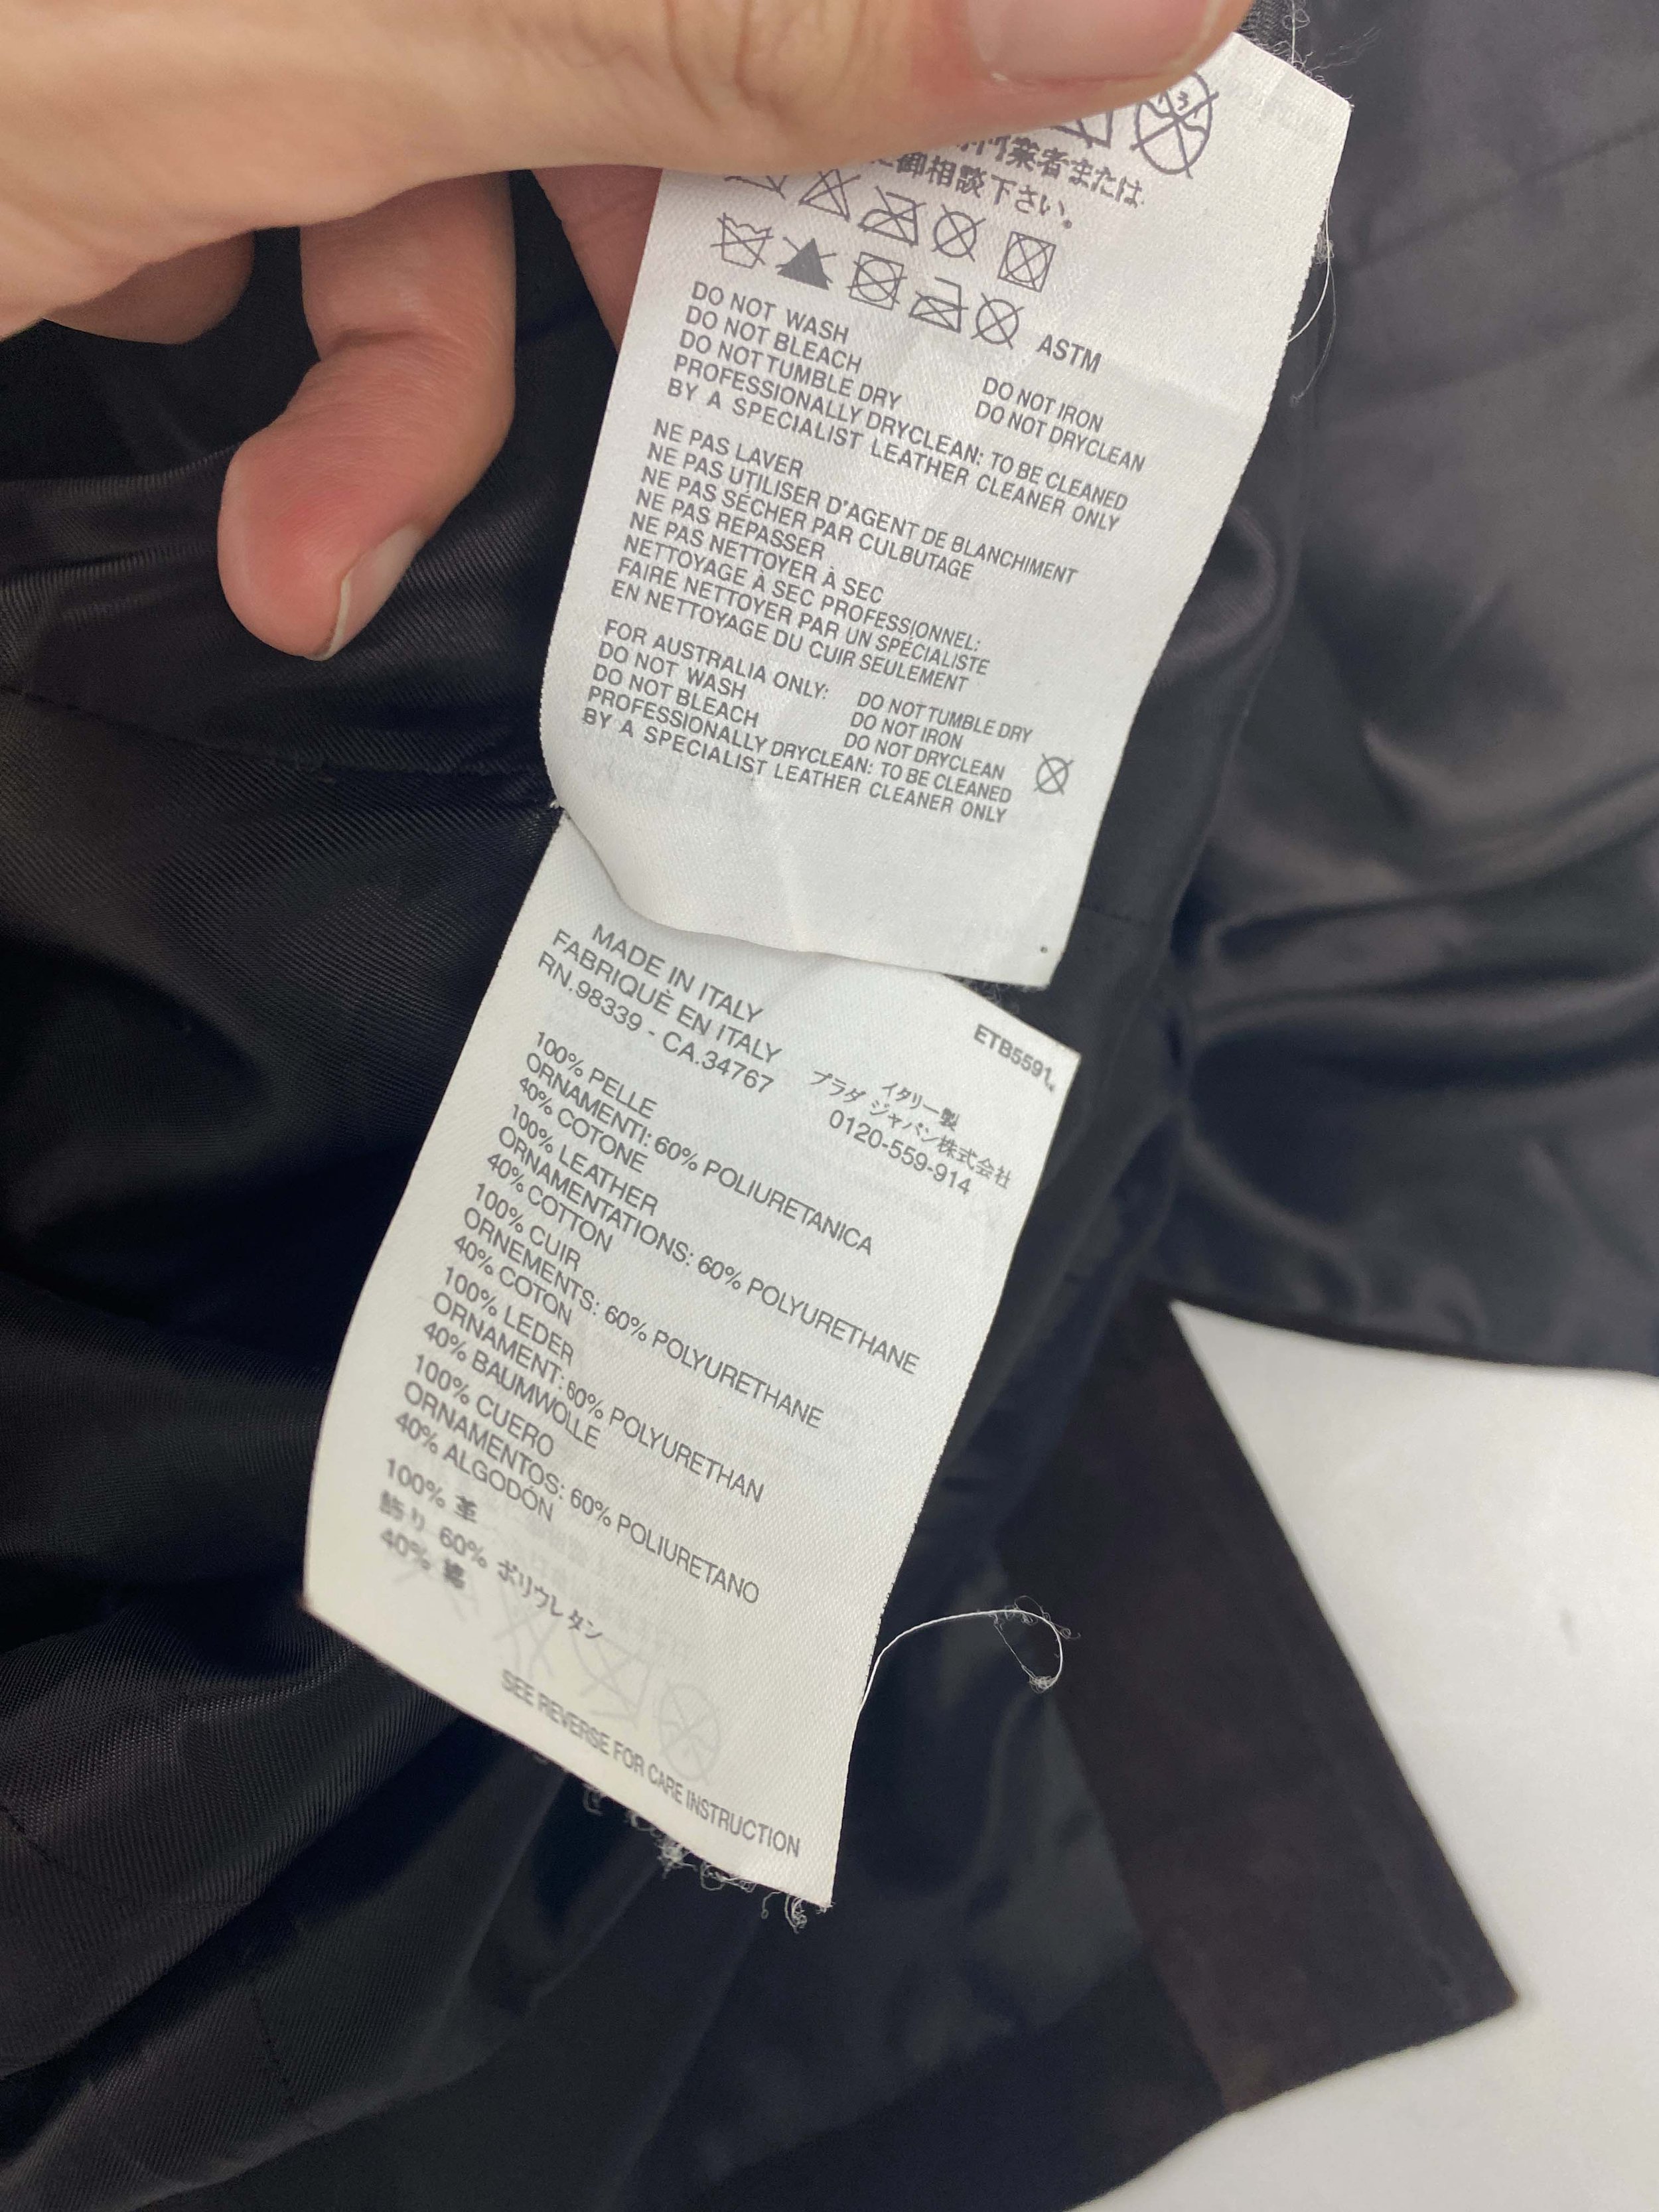 業者または
御相談下さい。
ASTM
DO NOT WASH
DO NOT BLEACH
DO NOT TUMBLE DRY
DO NOT IRON
DO NOT DRYCLEAN
PROFESSIONALLY DRYCLEAN: TO BE CLEANED
BY A SPECIALIST LEATHER CLEANER ONLY
NE PAS LAVER
NE PAS UTILISER D'AGENT DE BLANCHIMENT
NE PAS SÉCHER PAR CULBUTAGE
NE PAS REPASSER
NE PAS NETTOYER À SEC
NETTOYAGE À SEC PROFESSIONNEL:
FAIRE NETTOYER PAR UN SPÉCIALISTE
EN NETTOYAGE DU CUIR SEULEMENT
FOR AUSTRALIA ONLY:
DO NOT WASH
DO NOT BLEACH
DO NOT TUMBLE DRY
DO NOT IRON
DO NOT DRYCLEAN
PROFESSIONALLY DRYCLEAN: TO BE CLEANED
BY A SPECIALIST LEATHER CLEANER ONLY
MADE IN ITALY
FABRIQUÈ EN ITALY
RN.98339 - CA.34767
ETB5591
イタリー製
プラダ ジャパン株式会社
0120-559-914
100% PELLE
ORNAMENTI: 60% POLIURETANICA
40% COTONE
100% LEATHER
ORNAMENTATIONS: 60% POLYURETHANE
40% COTTON
100% CUIR
ORNEMENTS: 60% POLYURETHANE
40% COTON
100% LEDER
ORNAMENT: 60% POLYURETHAN
40% BAUMWOLLE
100% CUERO
ORNAMENTOS: 60% POLIURETANO
40% ALGODÓN
100% 革
飾り 60% ポリウレタン
40% 綿
SEE REVERSE FOR CARE INSTRUCTION